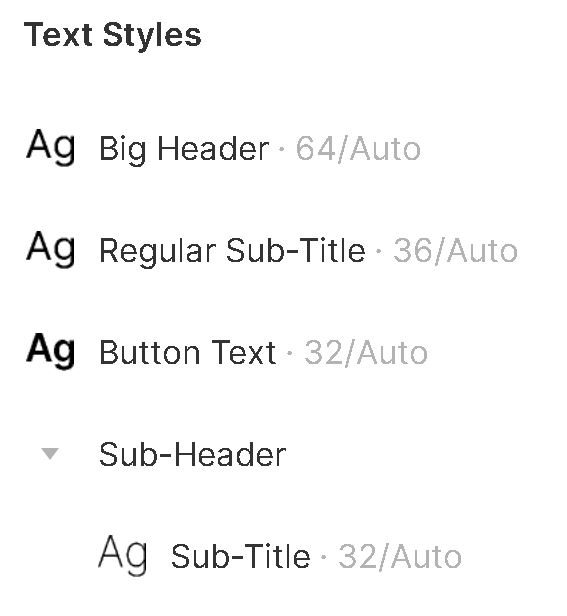 Text Styles
Ag Big Header · 64/Auto
Ag Regular Sub-Title · 36/Auto
Ag Button Text · 32/Auto
Sub-Header
Ag Sub-Title · 32/Auto